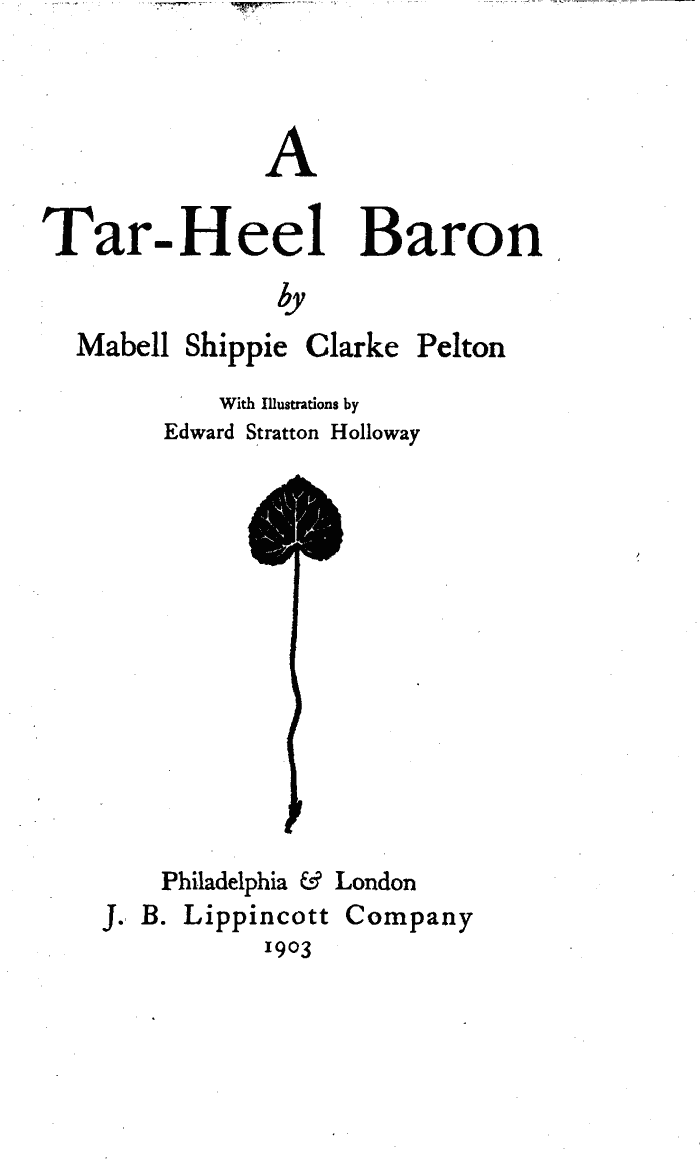 A
Tar-Heel Baron
by
Mabell Shippie Clarke Pelton
With Illustrations by
Edward Stratton Holloway
Philadelphia & London
J. B. Lippincott Company
1903